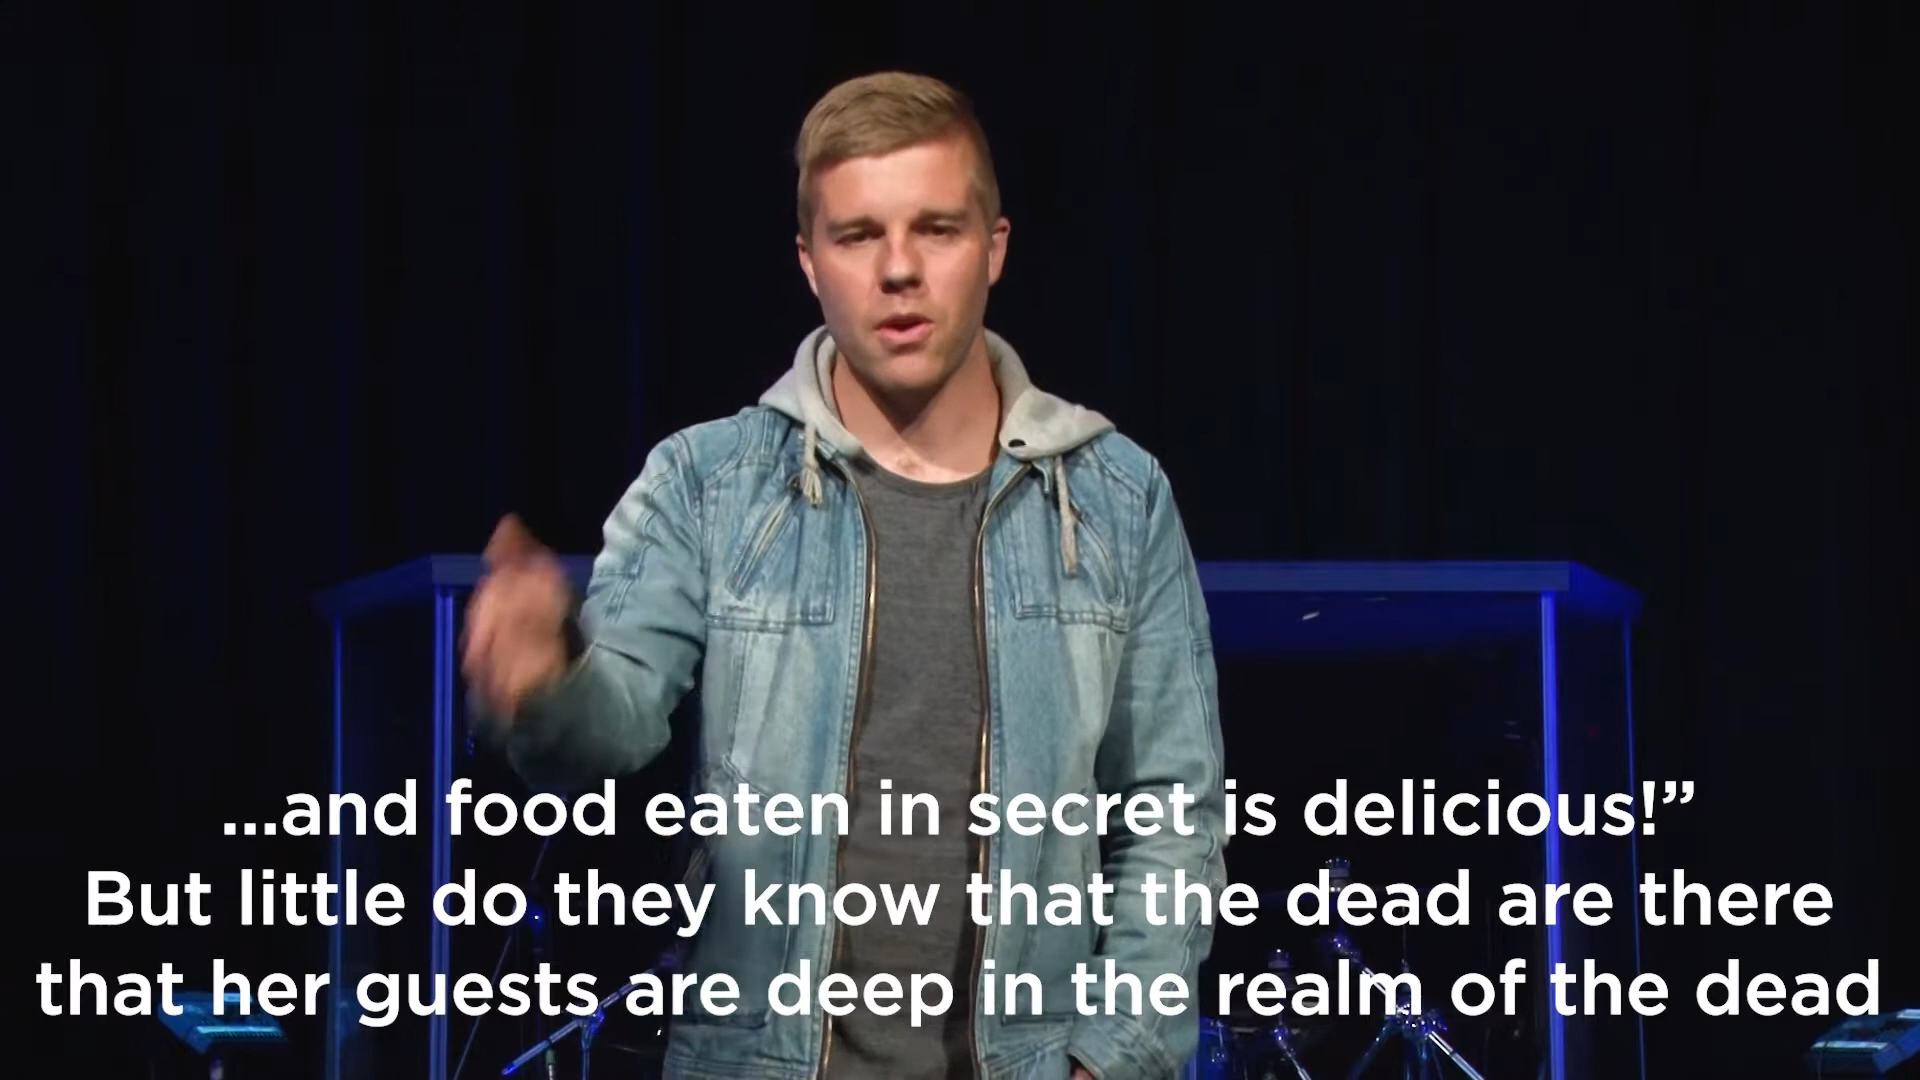 ...and food eaten in secret is delicious!”
But little do they know that the dead are there
that her guests are deep in the realm of the dead